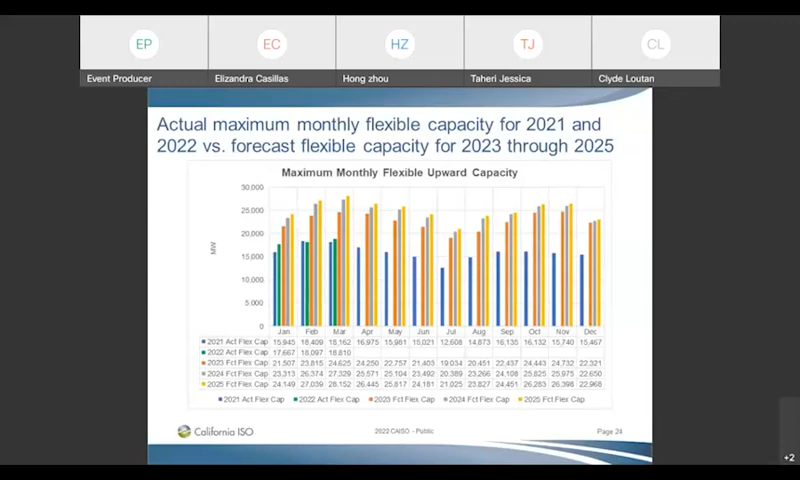 EP
EC
HZ
TJ
CL
Event Producer
Elizandra Casillas
Hong zhou
Taheri Jessica
Clyde Loutan
Actual maximum monthly flexible capacity for 2021 and
2022 vs. forecast flexible capacity for 2023 through 2025
Maximum Monthly Flexible Upward Capacity
30,000
25,000
20,000
15,000
10,000
5,000
0
MW
Jan Feb Mar Apr May Jun Jul Aug Sep Oct Nov Dec
2021 Act Flex Cap 15,945 18,409 18,162 16,975 15,981 15,021 12,608 14,873 16,135 16,132 15,740 15,467
2022 Act Flex Cap 17,667 18,097 18,810
2023 Fct Flex Cap 21,507 23,815 24,625 24,250 22,757 21,403 19,034 20,451 22,437 24,443 24,732 22,321
2024 Fct Flex Cap 23,313 26,374 27,329 25,571 25,104 23,492 20,389 23,266 24,108 25,825 25,975 22,650
2025 Fct Flex Cap 24,149 27,039 28,152 26,445 25,817 24,181 21,025 23,827 24,451 26,283 26,398 22,968
2021 Act Flex Cap 2022 Act Flex Cap 2023 Fct Flex Cap 2024 Fct Flex Cap 2025 Fct Flex Cap
California ISO
2022 CAISO - Public
Page 24
+2